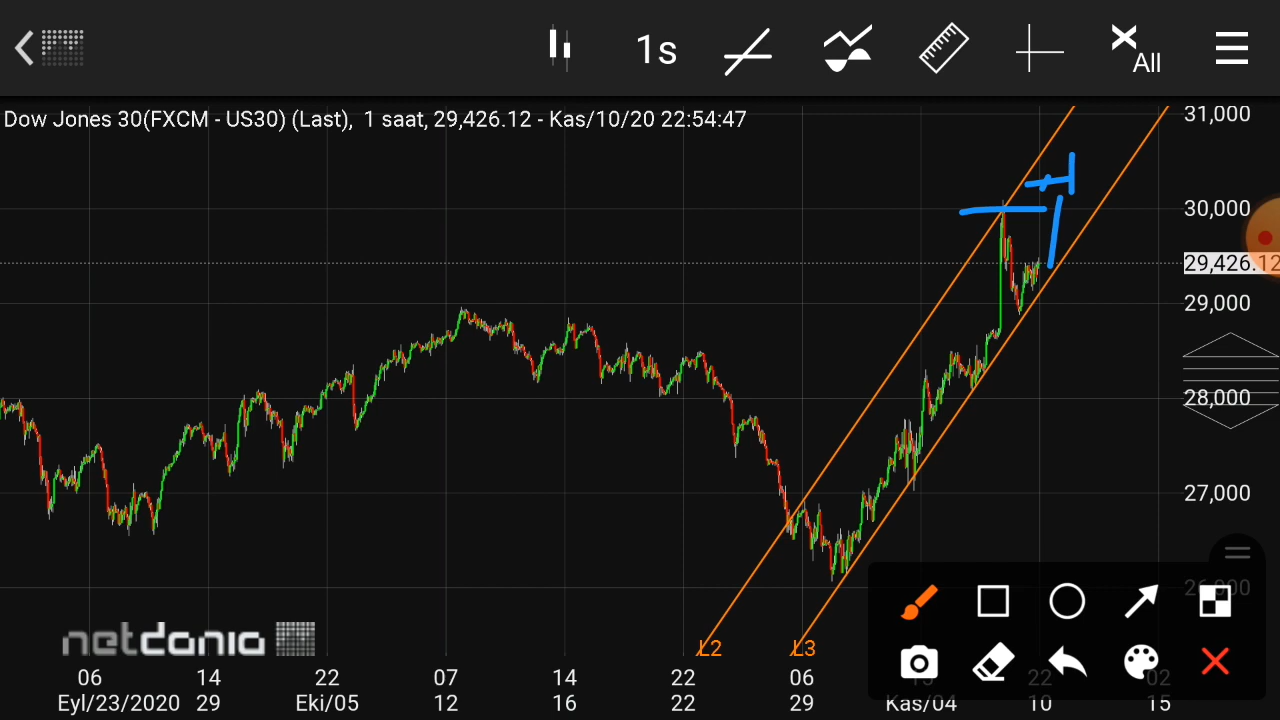 1s
All
Dow Jones 30(FXCM - US30) (Last), 1 saat, 29,426.12 - Kas/10/20 22:54:47
31,000
30,000
29,426.12
29,000
28,000
27,000
26,000
netdania
L2 L3
06 14 22 07 14 22 06 15 22 02
Eyl/23/2020 29 Eki/05 12 16 22 29 Kas/04 10 15